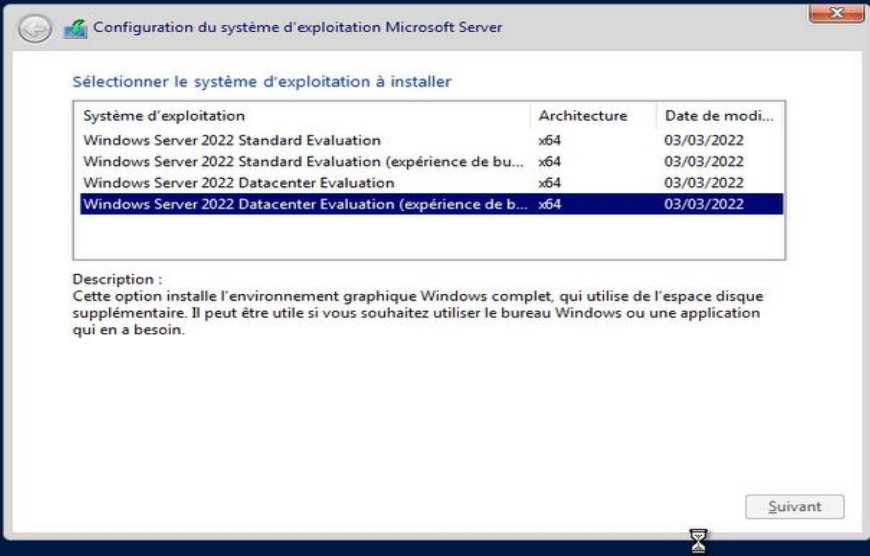 Configuration du système d'exploitation Microsoft Server
Sélectionner le système d'exploitation à installer
Système d'exploitation Architecture Date de modi...
Windows Server 2022 Standard Evaluation x64 03/03/2022
Windows Server 2022 Standard Evaluation (expérience de bu... x64 03/03/2022
Windows Server 2022 Datacenter Evaluation x64 03/03/2022
Windows Server 2022 Datacenter Evaluation (expérience de b... x64 03/03/2022
Description :
Cette option installe l'environnement graphique Windows complet, qui utilise de l'espace disque
supplémentaire. Il peut être utile si vous souhaitez utiliser le bureau Windows ou une application
qui en a besoin.
Suivant